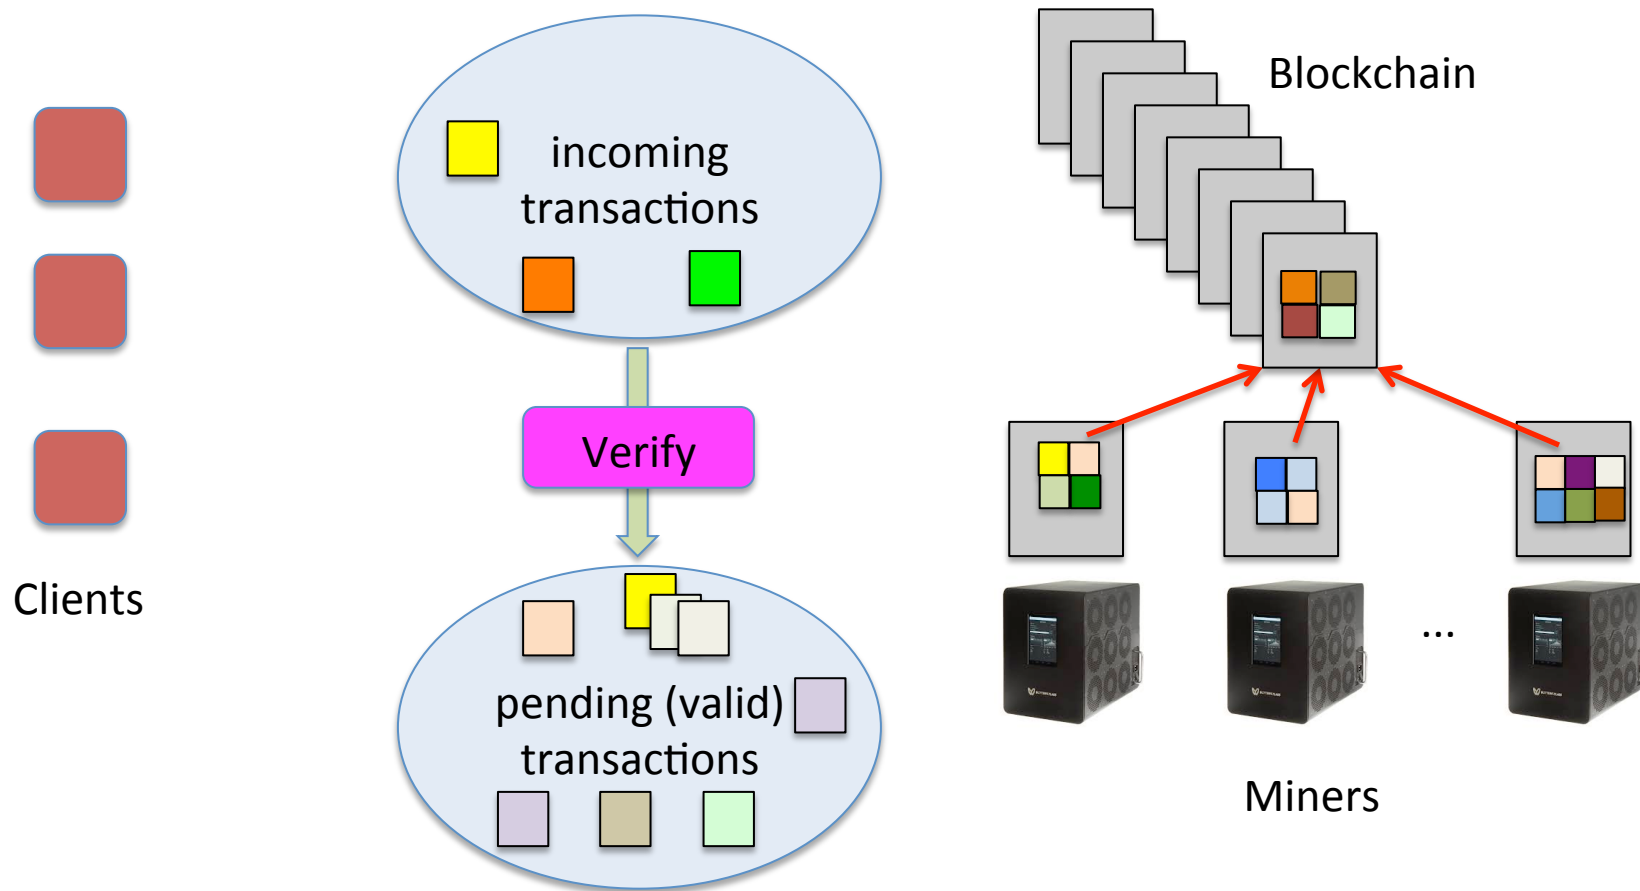 Clients
incoming
transactions
Verify
pending (valid)
transactions
Blockchain
...
Miners